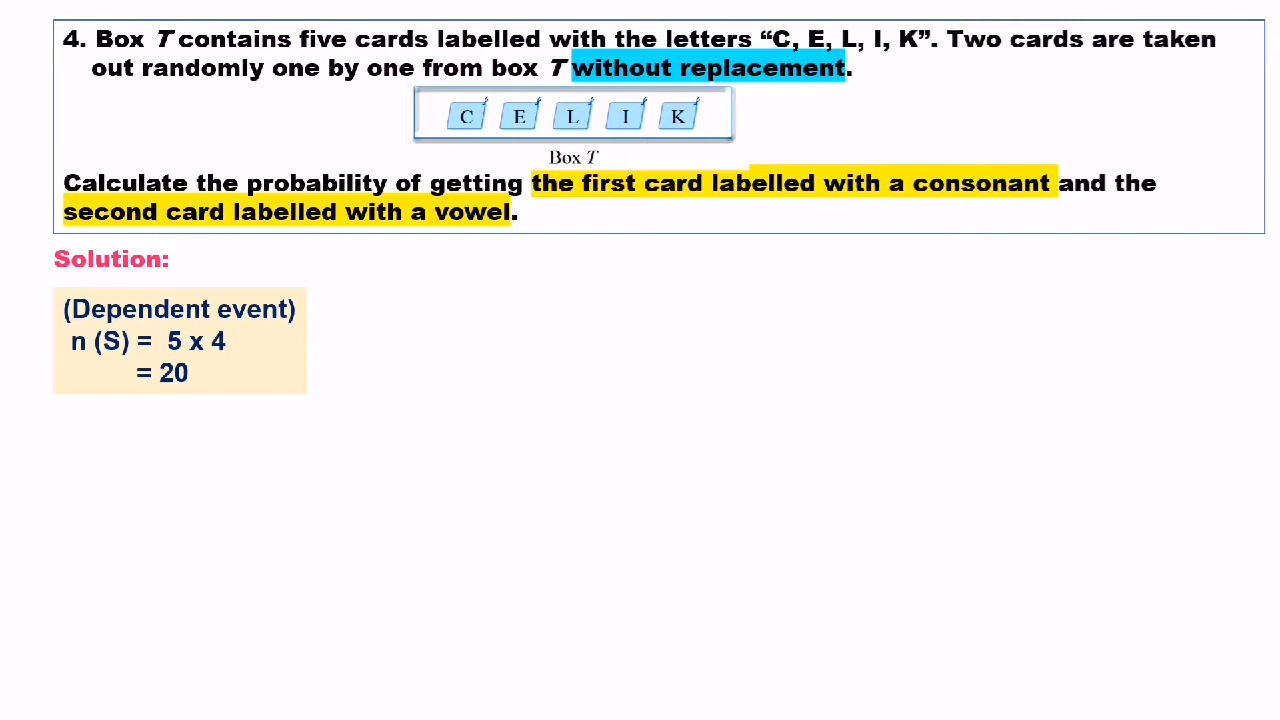 4. Box T contains five cards labelled with the letters “C, E, L, I, K”. Two cards are taken
out randomly one by one from box T without replacement.
C E L I K
Box T
Calculate the probability of getting the first card labelled with a consonant and the
second card labelled with a vowel.
Solution:
(Dependent event)
n (S) = 5 x 4
= 20